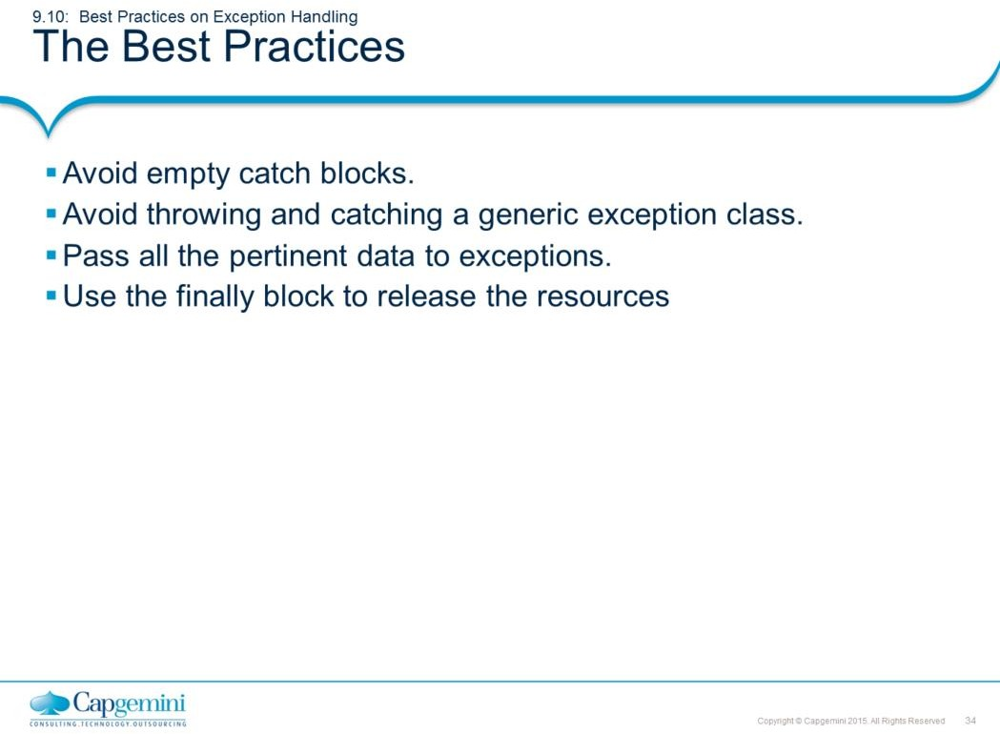 9.10: Best Practices on Exception Handling
The Best Practices
Avoid empty catch blocks.
Avoid throwing and catching a generic exception class.
Pass all the pertinent data to exceptions.
Use the finally block to release the resources
Capgemini
CONSULTING.TECHNOLOGY.OUTSOURCING
Copyright © Capgemini 2015. All Rights Reserved 34